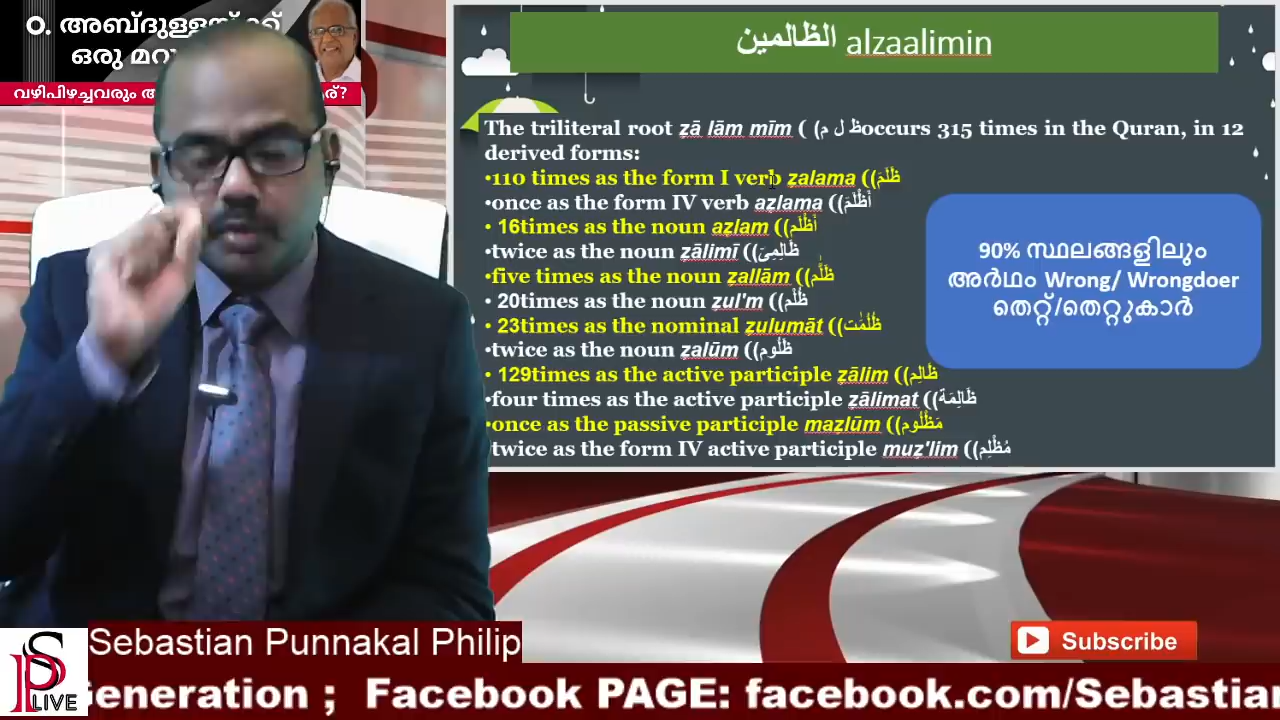 ഠ. അബ്ദുള്ളയ്ക്ക്
ഒരു മറു
വഴിപിഴച്ചവരും
ര്?
الظالمين alzaalimin
The triliteral root ẓā lām mīm ( (ظ ل مoccurs 315 times in the Quran, in 12
derived forms:
•110 times as the form I verb ẓalama ((ظَلَمَ
•once as the form IV verb aẓlama ((أَظْلَمَ
• 16times as the noun aẓlam ((أَظْلَم
•twice as the noun ẓālimī ((ظَالِمِىٓ
•five times as the noun ẓallām ((ظَلَّٰم
• 20times as the noun ẓul'm ((ظُلْم
• 23times as the nominal ẓulumāt ((ظُلُمَٰت
•twice as the noun ẓalūm ((ظَلُوم
• 129times as the active participle ẓālim ((ظَالِم
•four times as the active participle ẓālimat ((ظَالِمَة
•once as the passive participle maẓlūm ((مَظْلُوم
•twice as the form IV active participle muẓ'lim ((مُظْلِم
90% സ്ഥലങ്ങളിലും
അർഥം Wrong/ Wrongdoer
തെറ്റ്/തെറ്റുകാർ
Sebastian Punnakal Philip
Subscribe
SP LIVE
Generation ; Facebook PAGE: facebook.com/Sebastia